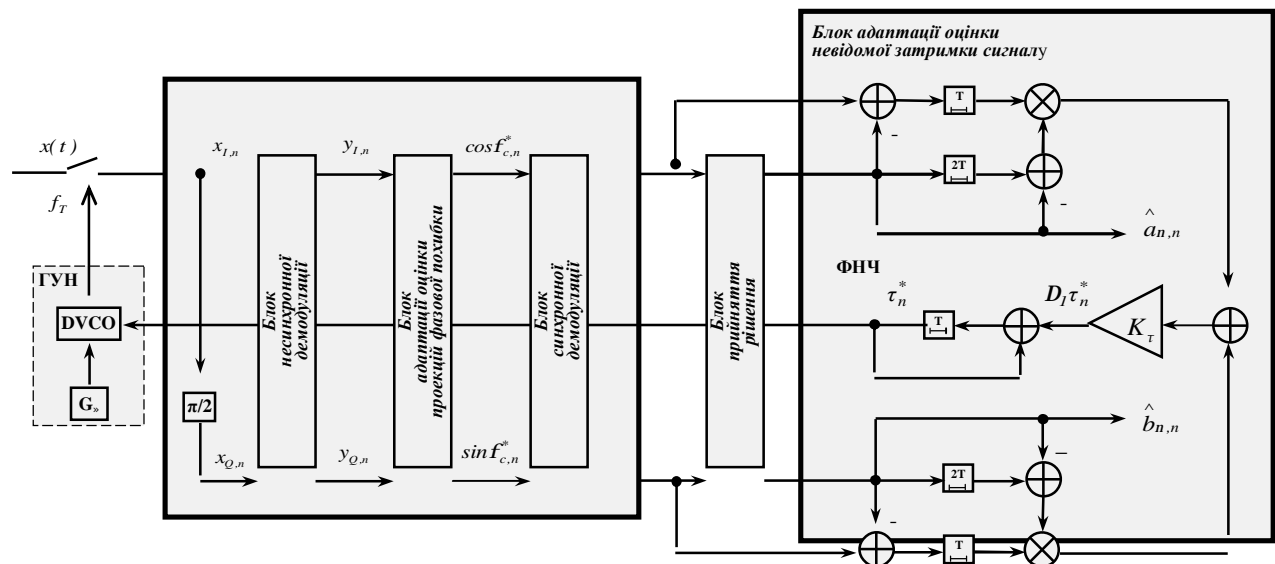 Блок адаптації оцінки
невідомої затримки сигналу
x(t)
f_T
ГУН
DVCO
G»
x_{I,n}
π/2
x_{Q,n}
Блок
несинхронної
демодуляції
y_{I,n}
y_{Q,n}
Блок
адаптації оцінки
проекцій фазової похибки
cosf^*_{c,n}
sinf^*_{c,n}
Блок
синхронної
демодуляції
Блок
прийняття
рішення
T
-
2T
-
â_{n,n}
ФНЧ
τ^*_n
T
D_I τ^*_n
K_τ
b̂_{n,n}
–
2T
-
T